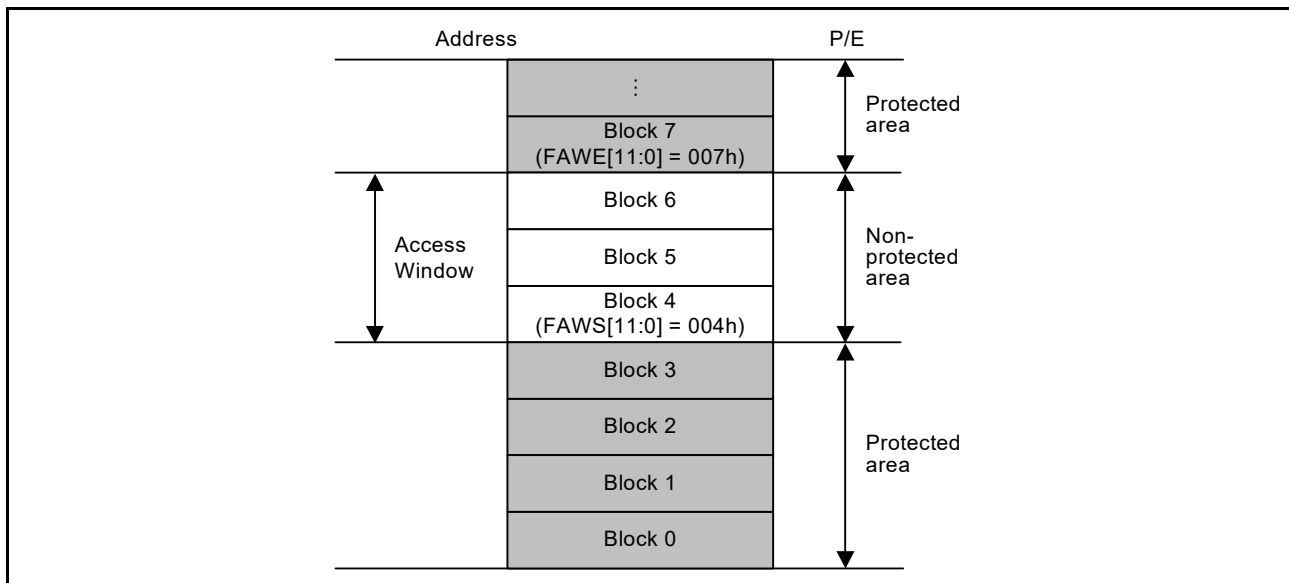 Address
P/E
⋮
Protected
area
Block 7
(FAWE[11:0] = 007h)
Block 6
Access
Window
Block 5
Non-
protected
area
Block 4
(FAWS[11:0] = 004h)
Block 3
Block 2
Protected
area
Block 1
Block 0